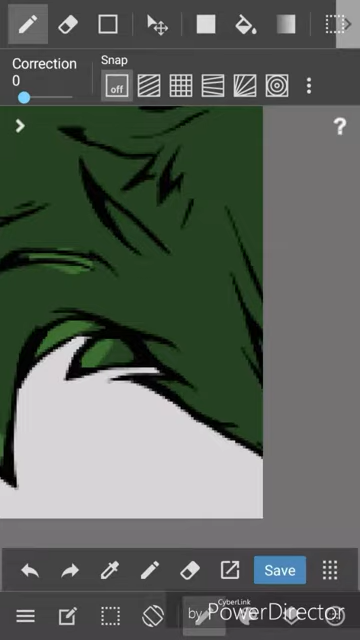 Correction
0
Snap
off
?
Save
CyberLink
by PowerDirector